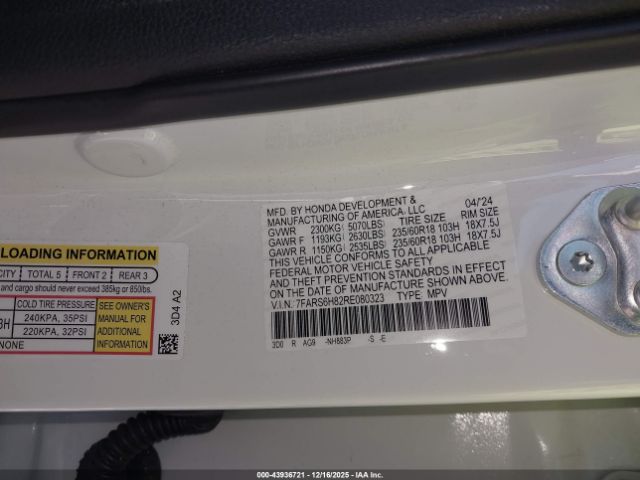 MFD. BY HONDA DEVELOPMENT &
MANUFACTURING OF AMERICA, LLC 04/'24
GVWR 2300KG( 5070LBS) TIRE SIZE RIM SIZE
GAWR F 1193KG( 2630LBS) 235/60R18 103H 18X7.5J
GAWR R 1150KG( 2535LBS) 235/60R18 103H 18X7.5J
THIS VEHICLE CONFORMS TO ALL APPLICABLE
FEDERAL MOTOR VEHICLE SAFETY
AND THEFT PREVENTION STANDARDS IN EFFECT
ON THE DATE OF MANUFACTURE SHOWN ABOVE.
V.I.N. 7FARS6H82RE080323 TYPE MPV
3D0 R AG9 -NH883P -S -E
LOADING INFORMATION
CITY TOTAL 5 FRONT 2 REAR 3
and cargo should never exceed 385kg or 850lbs.
COLD TIRE PRESSURE
3H 240KPA, 35PSI
220KPA, 32PSI
NONE
SEE OWNER'S
MANUAL FOR
ADDITIONAL
INFORMATION
3D4 A2
000-43936721 - 12/16/2025 - IAAC. Inc.